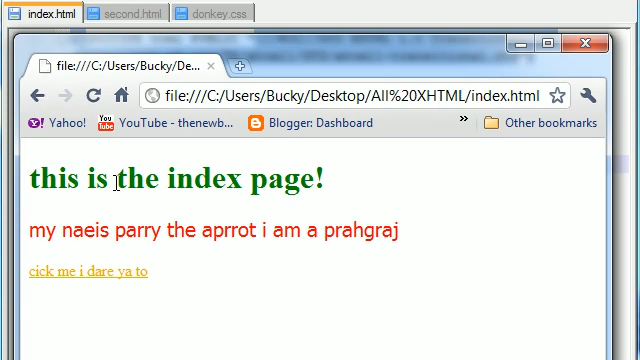 index.html second.html donkey.css
file:///C:/Users/Bucky/De...
file:///C:/Users/Bucky/Desktop/All%20XHTML/index.html
Yahoo! You Tube YouTube - thenewb... Blogger: Dashboard » Other bookmarks
this is the index page!
my naeis parry the aprrot i am a prahgraj
cick me i dare ya to